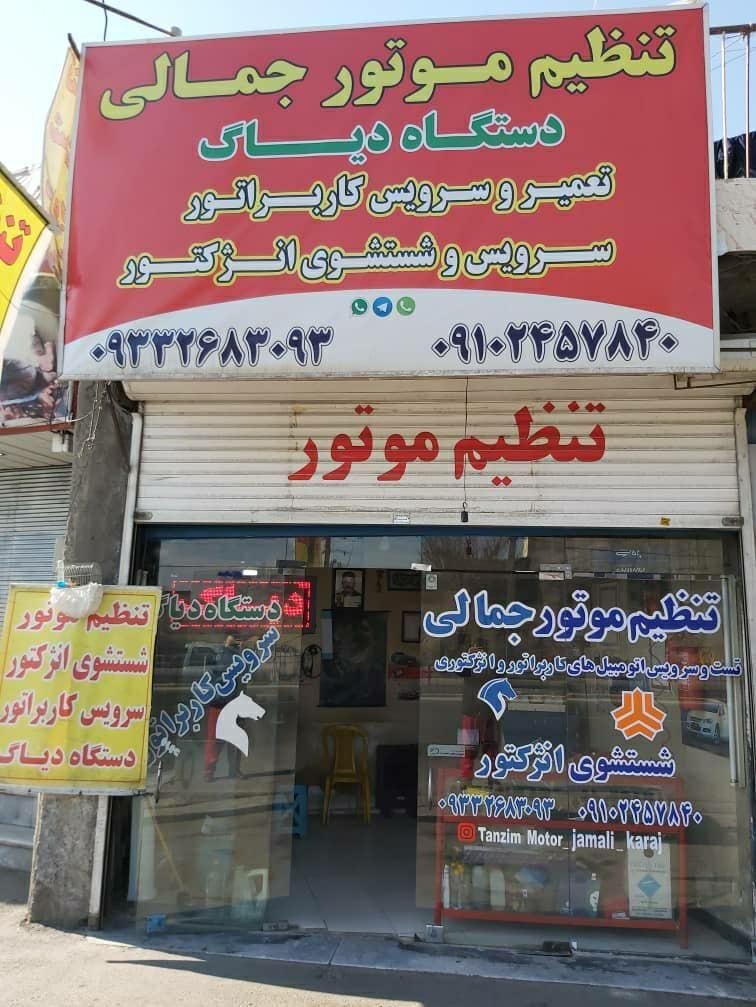 تنظیم موتور جمالی
دستگاه دیاگ
تعمیر و سرویس کاربراتور
سرویس و شستشوی انژکتور
۰۹۳۳۲۶۸۳۰۹۳ ۰۹۱۰۲۴۵۷۸۴۰
تنظیم موتور
دستگاه دیاگ
سرویس کاربراتور
تنظیم موتور جمالی
تست و سرویس اتومبیل های کاربراتور و انژکتوری
شستشوی انژکتور
۰۹۳۳۲۶۸۳۰۹۳ ۰۹۱۰۲۴۵۷۸۴۰
Tanzim Motor_jamali_karaj
تنظیم موتور
شستشوی انژکتور
سرویس کاربراتور
دستگاه دیاگ